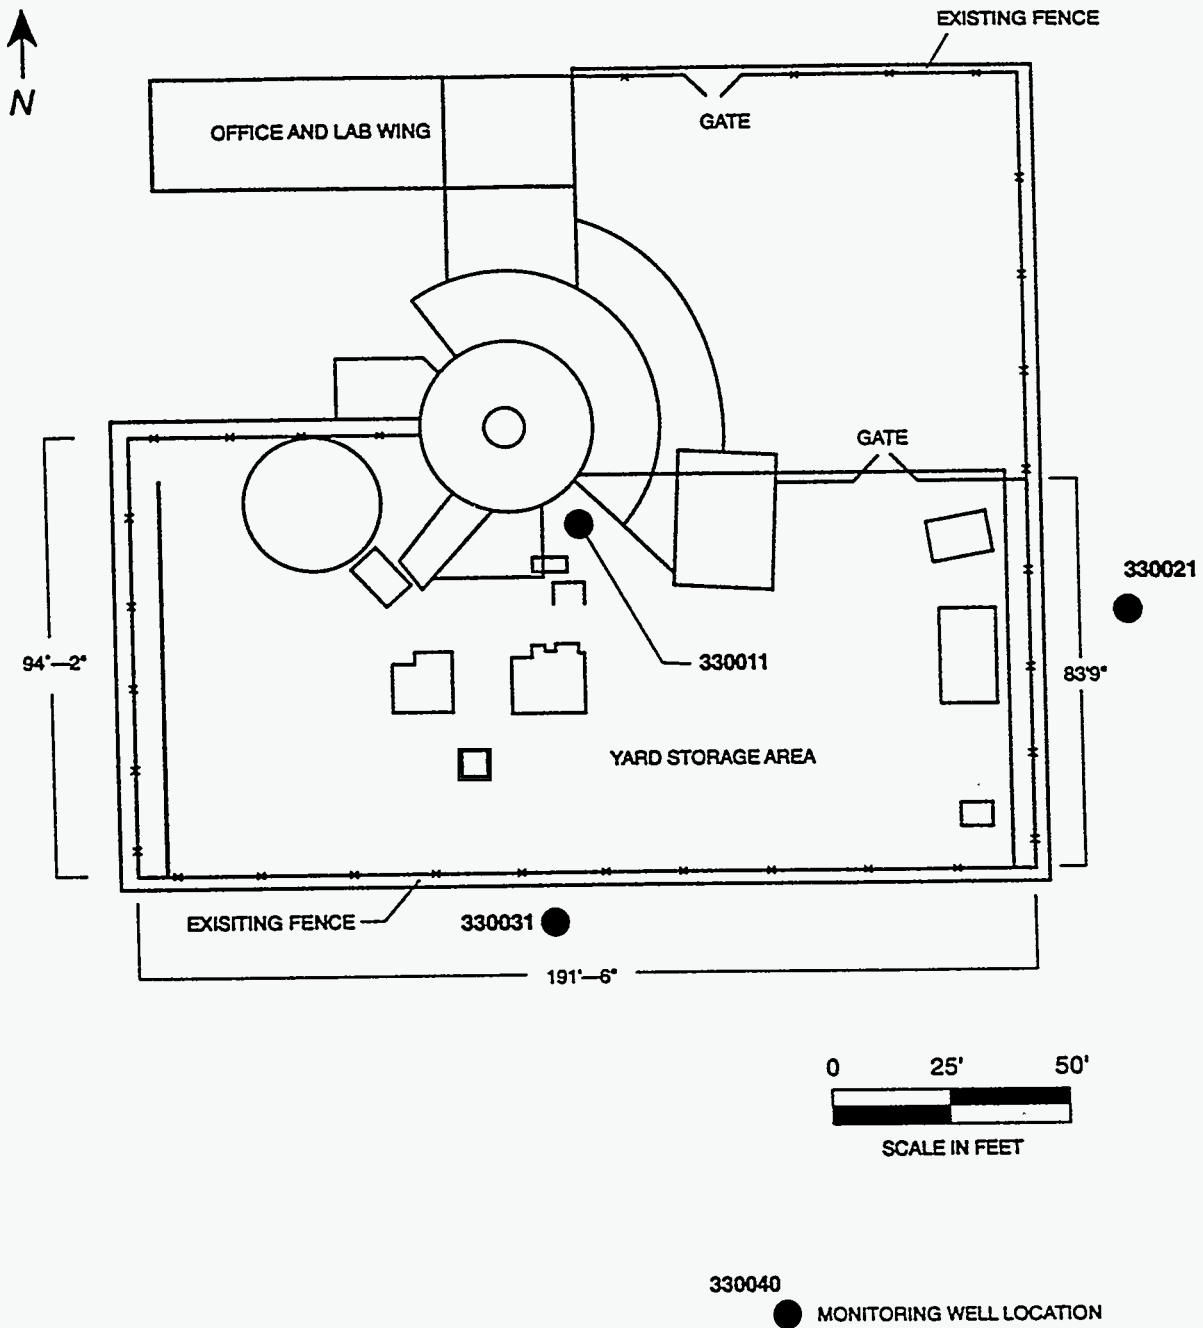 EXISTING FENCE
N
GATE
OFFICE AND LAB WING
GATE
330021
94'—2"
330011
83'9"
YARD STORAGE AREA
EXISITING FENCE
330031
191'—6"
0 25' 50'
SCALE IN FEET
330040
MONITORING WELL LOCATION